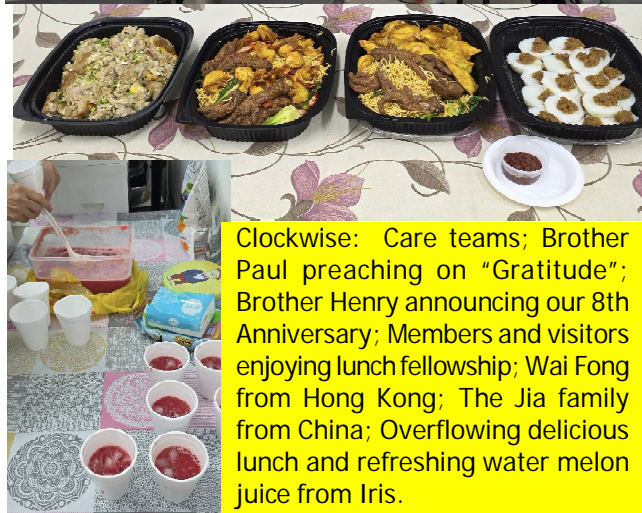 Clockwise: Care teams; Brother
Paul preaching on “Gratitude”;
Brother Henry announcing our 8th
Anniversary; Members and visitors
enjoying lunch fellowship; Wai Fong
from Hong Kong; The Jia family
from China; Overflowing delicious
lunch and refreshing water melon
juice from Iris.